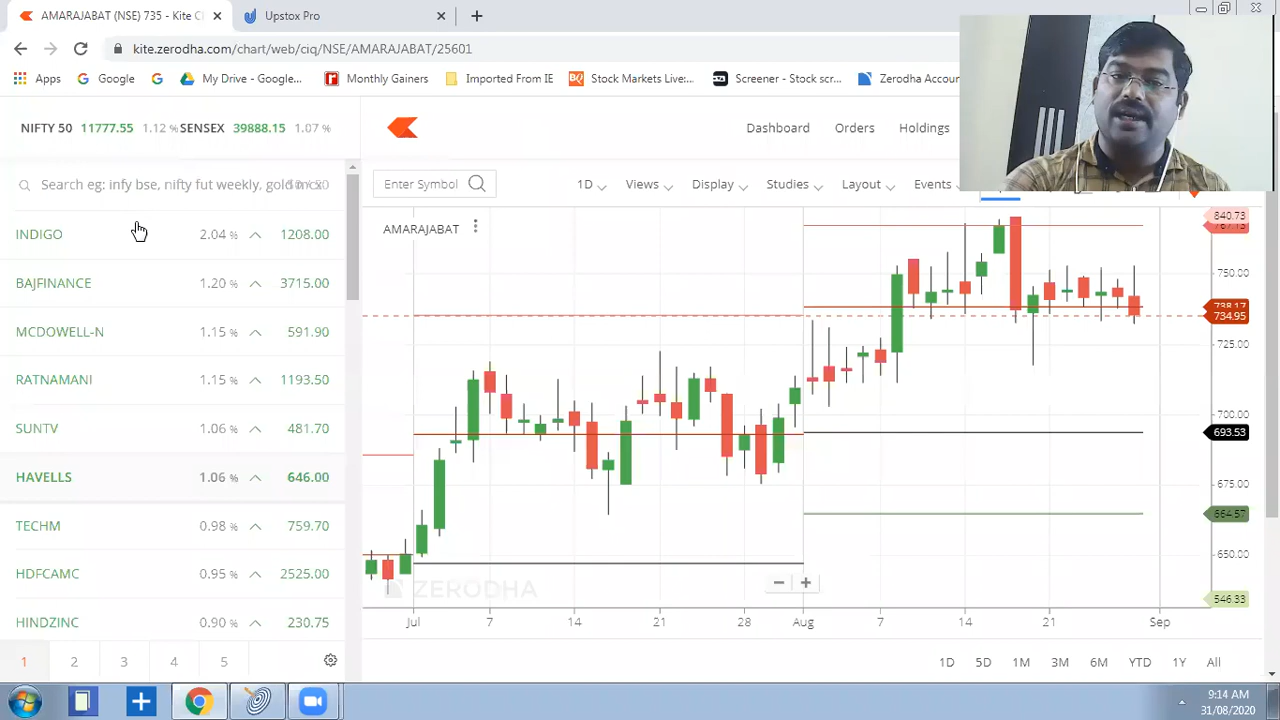 AMARAJABAT (NSE) 735 - Kite C
Upstox Pro
kite.zerodha.com/chart/web/ciq/NSE/AMARAJABAT/25601
Apps
Google
My Drive - Google...
Monthly Gainers
Imported From IE
Stock Markets Live:...
Screener - Stock scr...
Zerodha Accou
NIFTY 50 11777.55 1.12 % SENSEX 39888.15 1.07 %
Dashboard Orders Holdings
Search eg: infy bse, nifty fut weekly, gold mcx
Enter Symbol
1D Views Display Studies Layout Events
INDIGO 2.04 % 1208.00
BAJFINANCE 1.20 % 3715.00
MCDOWELL-N 1.15 % 591.90
RATNAMANI 1.15 % 1193.50
SUNTV 1.06 % 481.70
HAVELLS 1.06 % 646.00
TECHM 0.98 % 759.70
HDFCAMC 0.95 % 2525.00
HINDZINC 0.90 % 230.75
1 2 3 4 5
AMARAJABAT
840.73
750.00
738.17
734.95
725.00
700.00
693.53
675.00
664.57
650.00
546.33
ZERODHA
Jul 7 14 21 28 Aug 7 14 21 Sep
1D 5D 1M 3M 6M YTD 1Y All
9:14 AM
31/08/2020